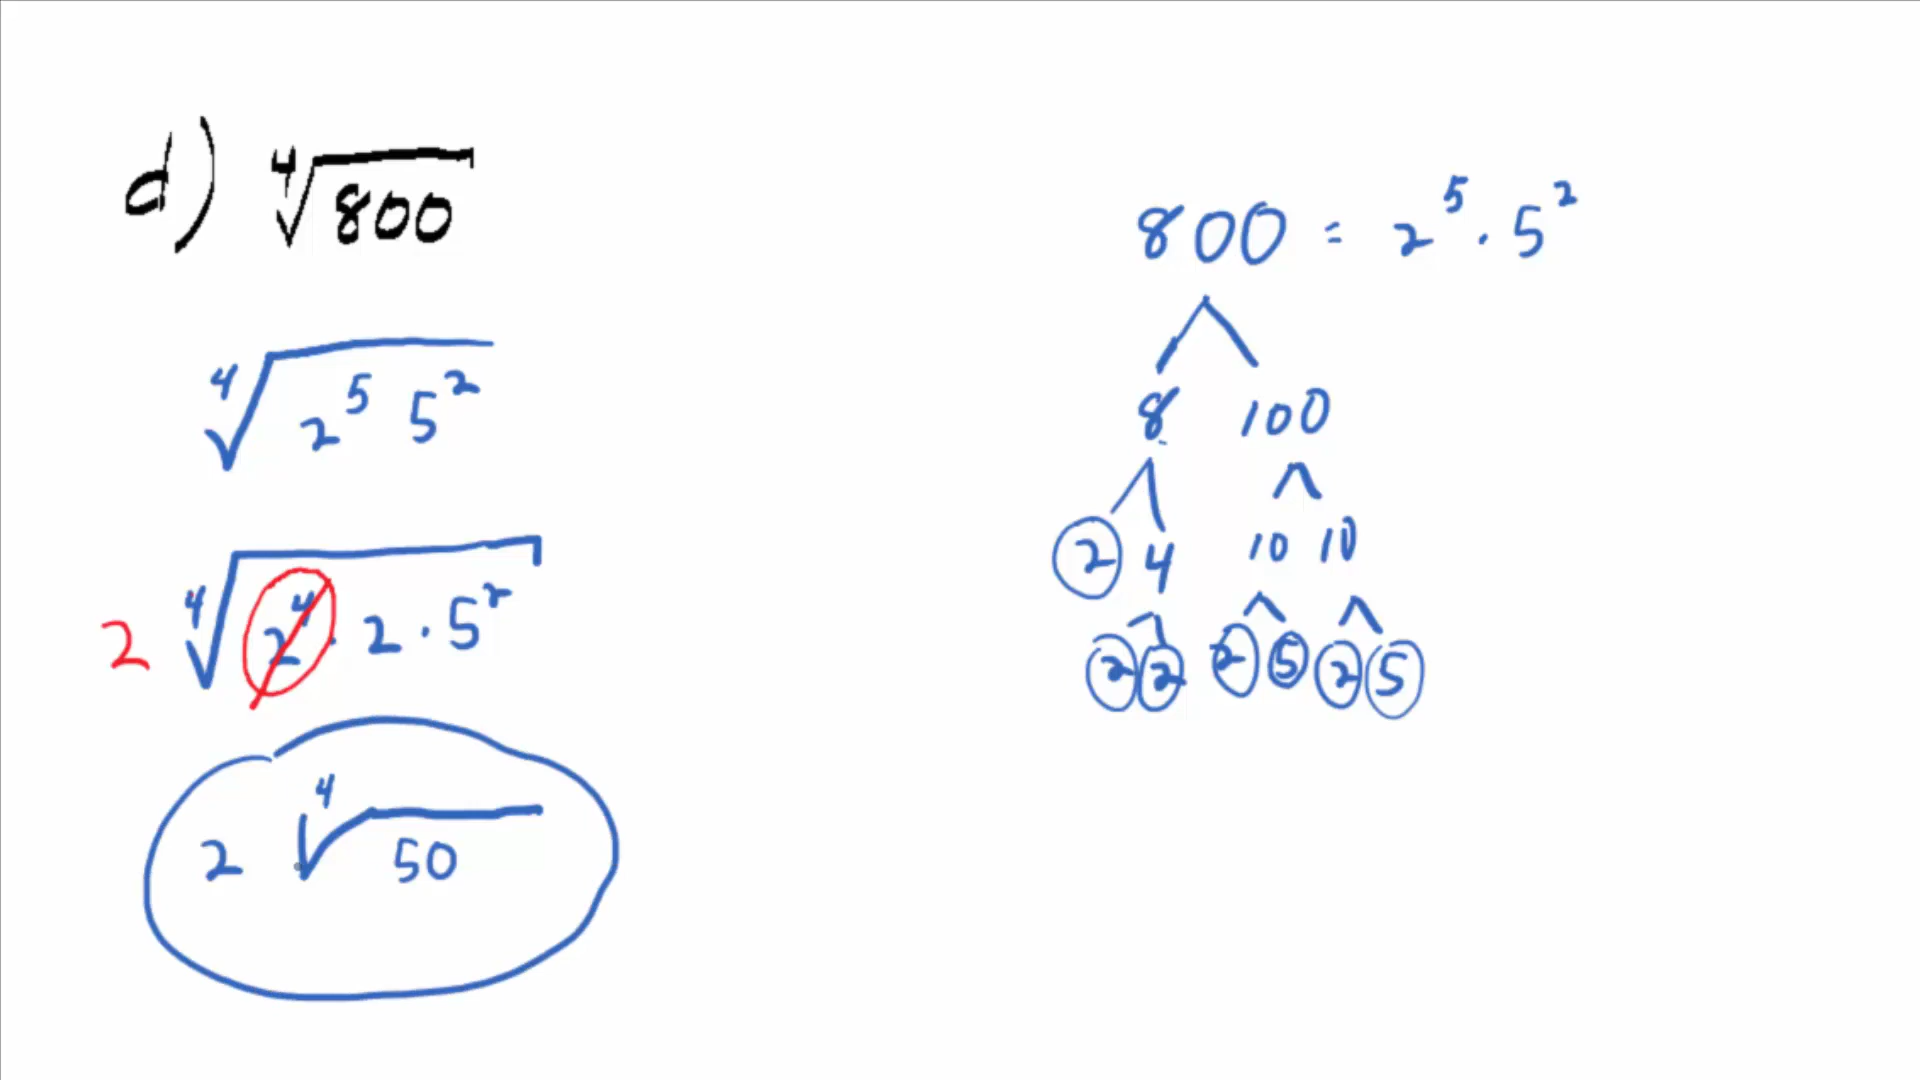 d) ⁴√800
⁴√2⁵ 5²
2 ⁴√2⁴ · 2 · 5²
2 ⁴√50
800 = 2⁵ · 5²
8 100
2 4 10 10
2 2 2 5 2 5